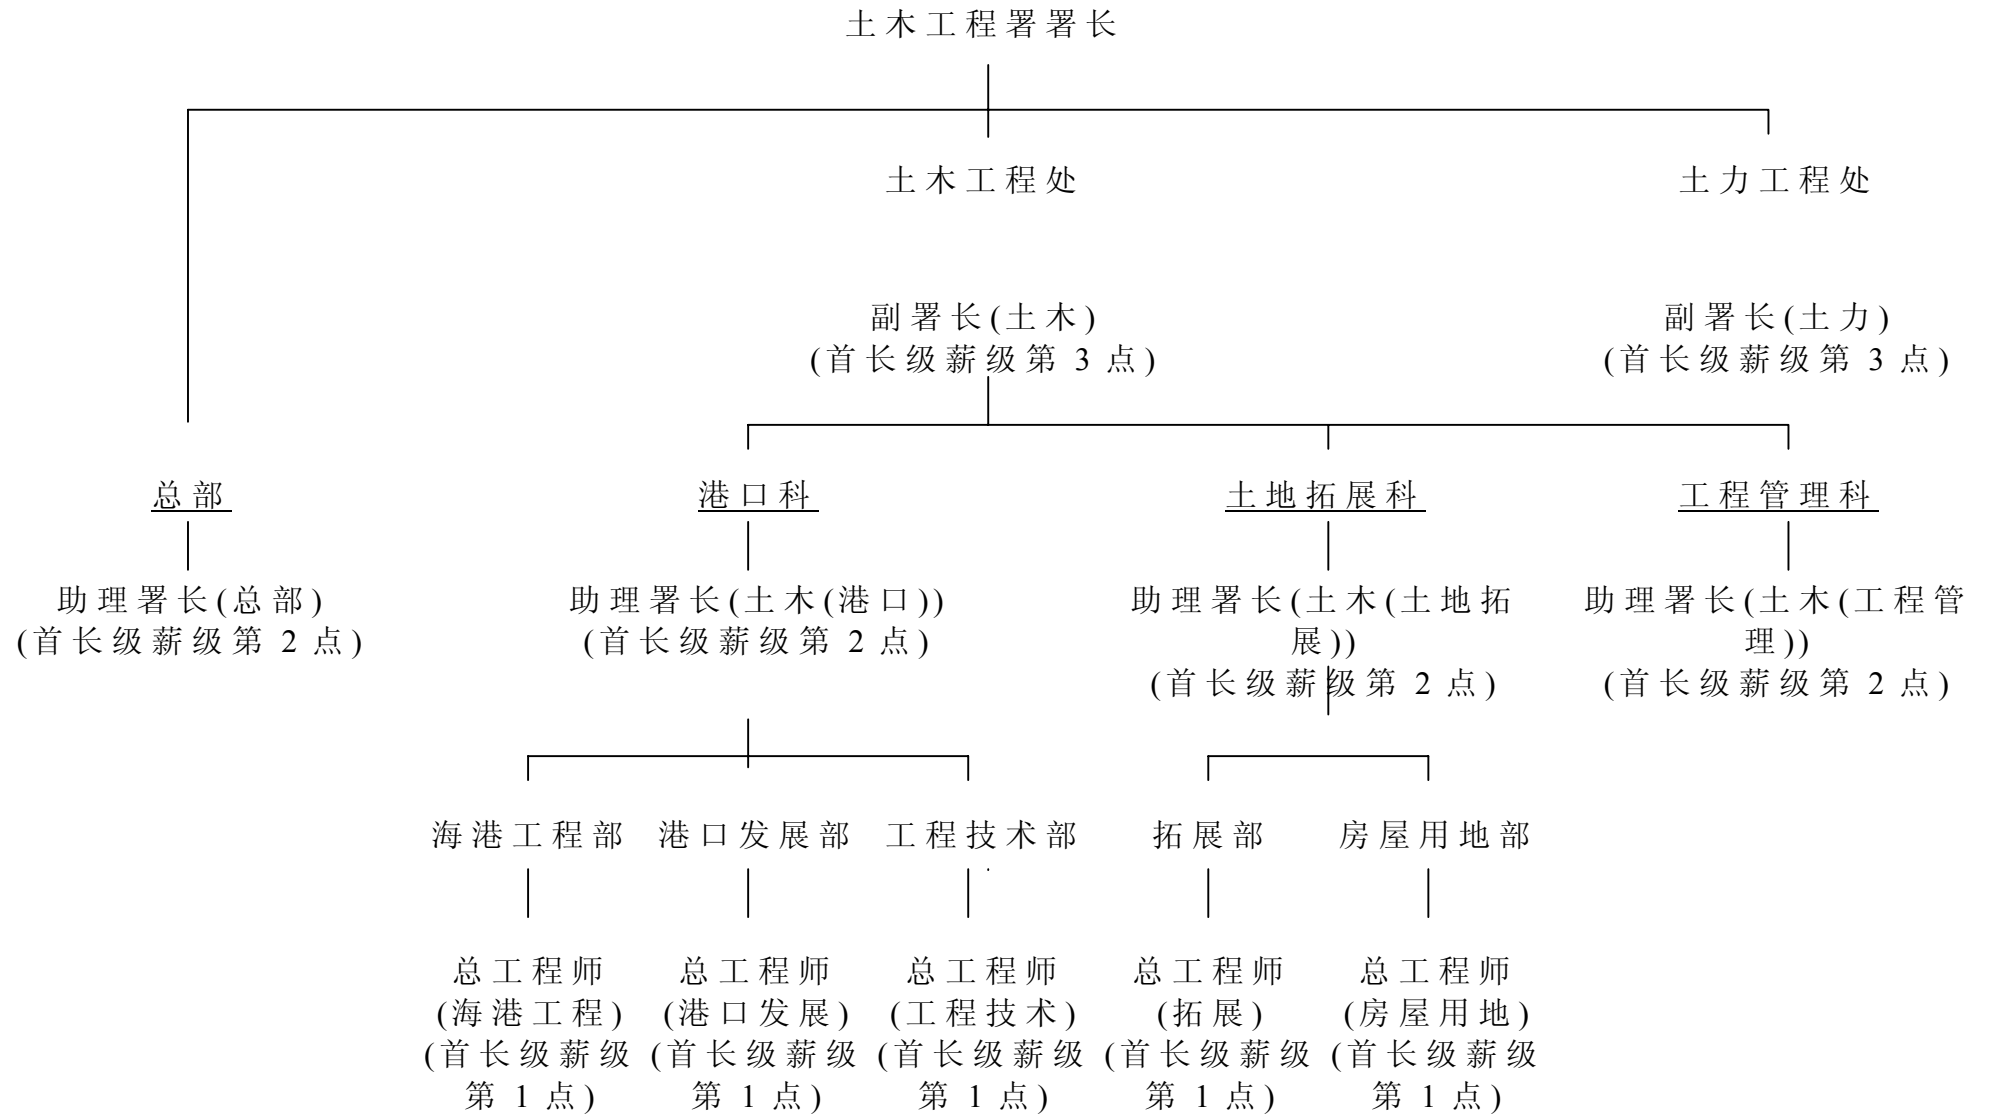 土木工程署署长
土木工程处
土力工程处
副署长(土木)
(首长级薪级第 3 点)
副署长(土力)
(首长级薪级第 3 点)
总部
港口科
土地拓展科
工程管理科
助理署长(总部)
(首长级薪级第 2 点)
助理署长(土木(港口))
(首长级薪级第 2 点)
助理署长(土木(土地拓
展))
(首长级薪级第 2 点)
助理署长(土木(工程管
理))
(首长级薪级第 2 点)
海港工程部
港口发展部
工程技术部
拓展部
房屋用地部
总工程师
(海港工程)
(首长级薪级
第 1 点)
总工程师
(港口发展)
(首长级薪级
第 1 点)
总工程师
(工程技术)
(首长级薪级
第 1 点)
总工程师
(拓展)
(首长级薪级
第 1 点)
总工程师
(房屋用地)
(首长级薪级
第 1 点)